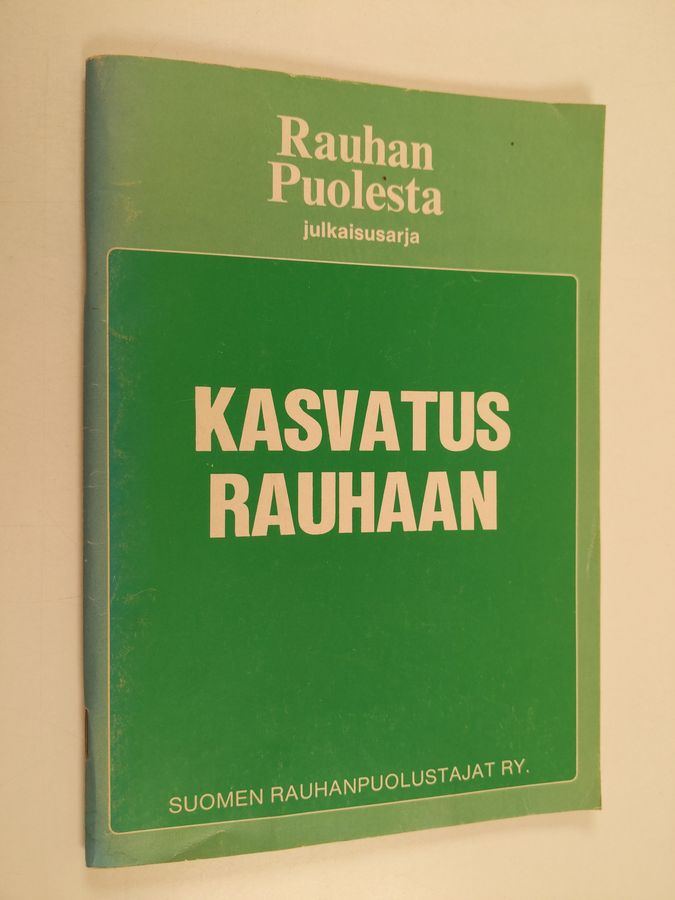 Rauhan
Puolesta
julkaisusarja
KASVATUS
RAUHAAN
SUOMEN RAUHANPUOLUSTAJAT RY.